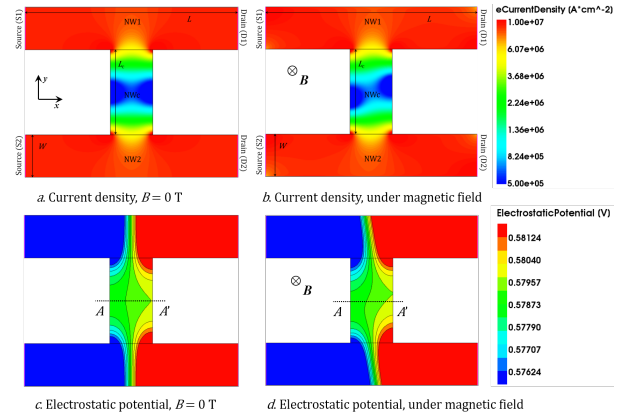 NW1
L
Lc
y
x
NWc
W
NW2
Source (S1)
Source (S2)
Drain (D1)
Drain (D2)
a. Current density, B = 0 T
NW1
B
NWc
W
NW2
Source (S1)
Source (S2)
Drain (D1)
Drain (D2)
b. Current density, under magnetic field
eCurrentDensity (A*cm^-2)
1.00e+07
6.07e+06
3.68e+06
2.24e+06
1.36e+06
8.24e+05
5.00e+05
A
A'
c. Electrostatic potential, B = 0 T
B
A
A'
d. Electrostatic potential, under magnetic field
ElectrostaticPotential (V)
0.58124
0.58040
0.57957
0.57873
0.57790
0.57707
0.57624